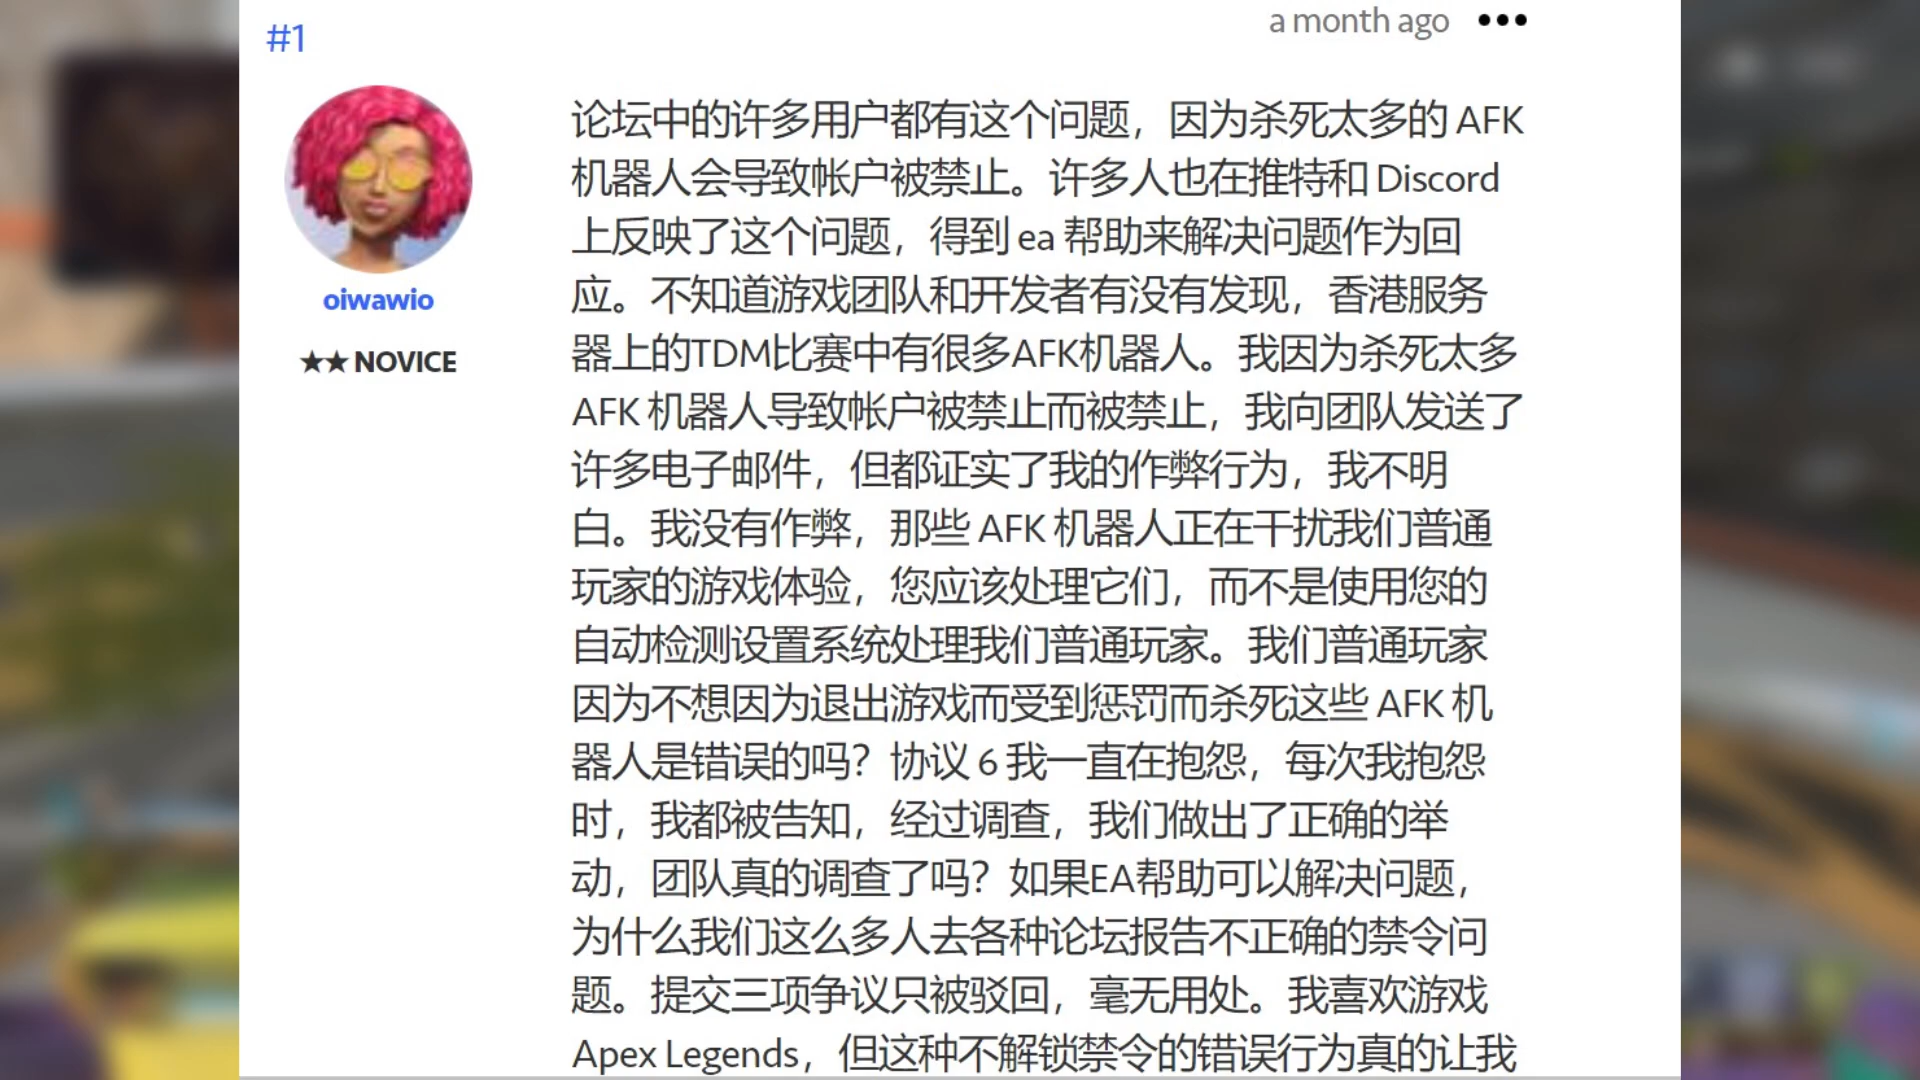 #1
a month ago
论坛中的许多用户都有这个问题，因为杀死太多的 AFK
机器人会导致帐户被禁止。许多人也在推特和 Discord
上反映了这个问题，得到 ea 帮助来解决问题作为回
应。不知道游戏团队和开发者有没有发现，香港服务
oiwawio
器上的TDM比赛中有很多AFK机器人。我因为杀死太多
★★ NOVICE
AFK 机器人导致帐户被禁止而被禁止，我向团队发送了
许多电子邮件，但都证实了我的作弊行为，我不明
白。我没有作弊，那些 AFK 机器人正在干扰我们普通
玩家的游戏体验，您应该处理它们，而不是使用您的
自动检测设置系统处理我们普通玩家。我们普通玩家
因为不想因为退出游戏而受到惩罚而杀死这些 AFK 机
器人是错误的吗？协议 6 我一直在抱怨，每次我抱怨
时，我都被告知，经过调查，我们做出了正确的举
动，团队真的调查了吗？如果EA帮助可以解决问题，
为什么我们这么多人去各种论坛报告不正确的禁令问
题。提交三项争议只被驳回，毫无用处。我喜欢游戏
Apex Legends，但这种不解锁禁令的错误行为真的让我